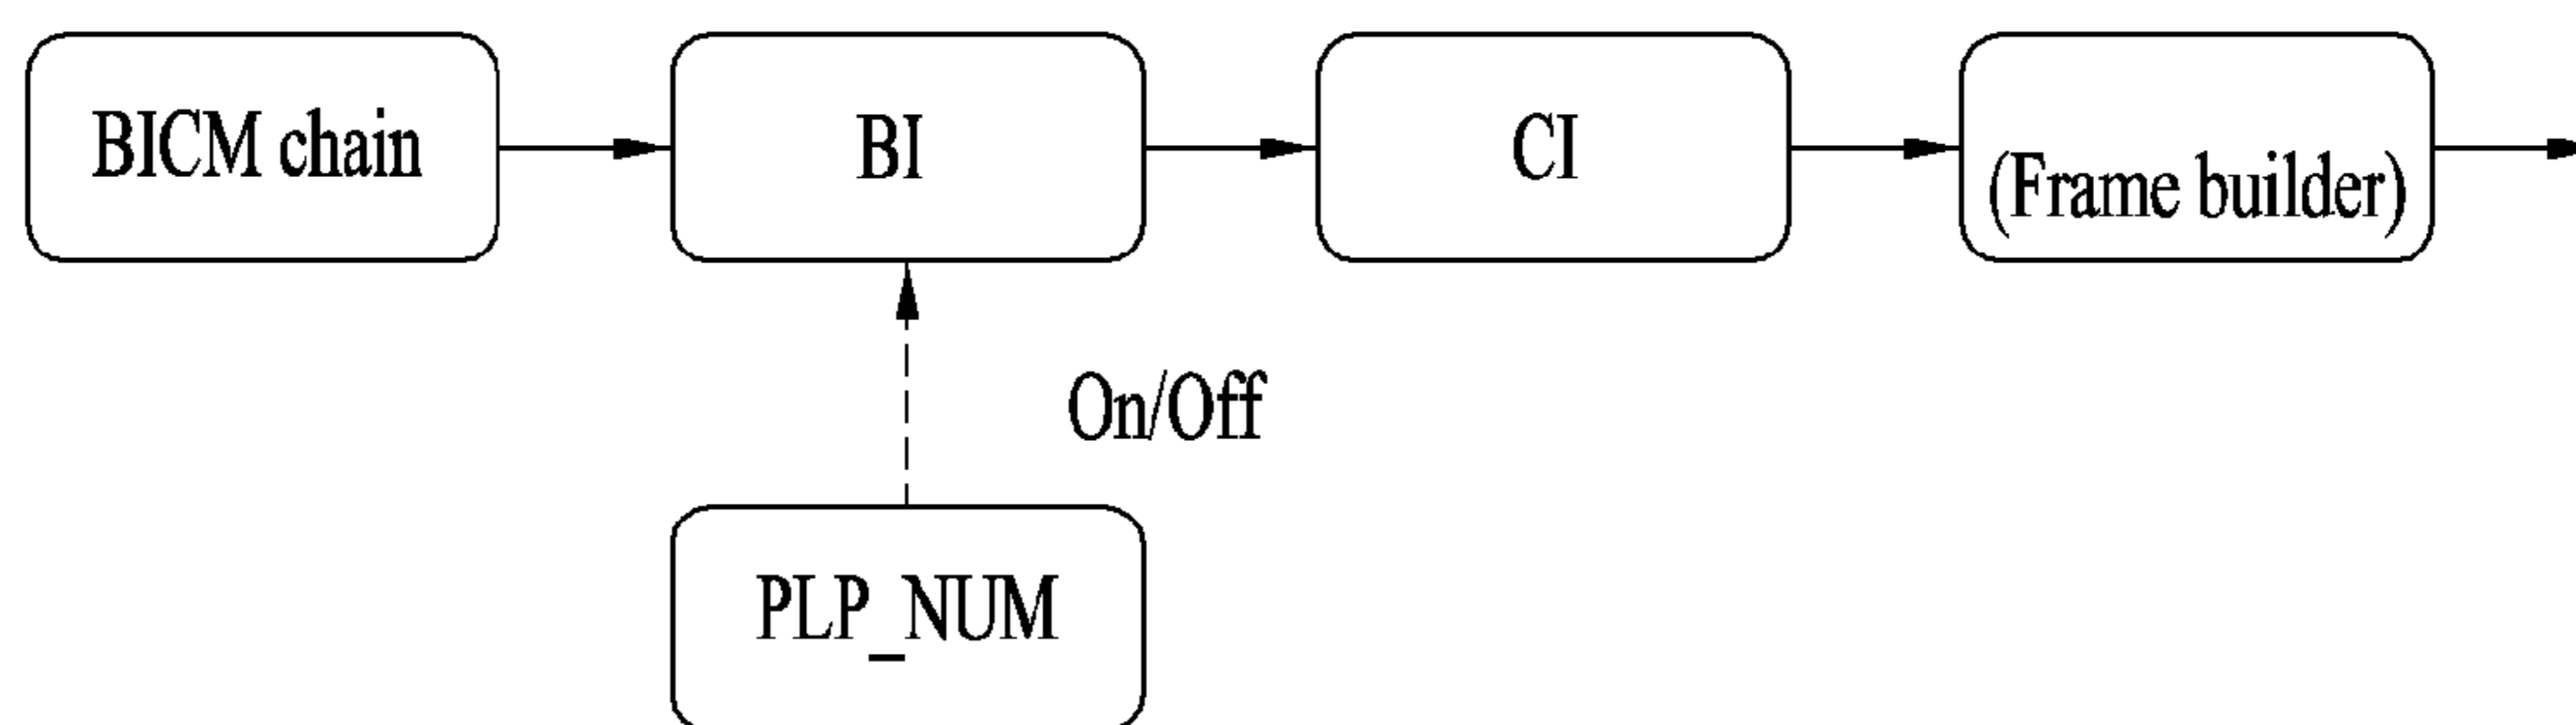 BICM chain
BI
CI
(Frame builder)
On/Off
PLP_NUM